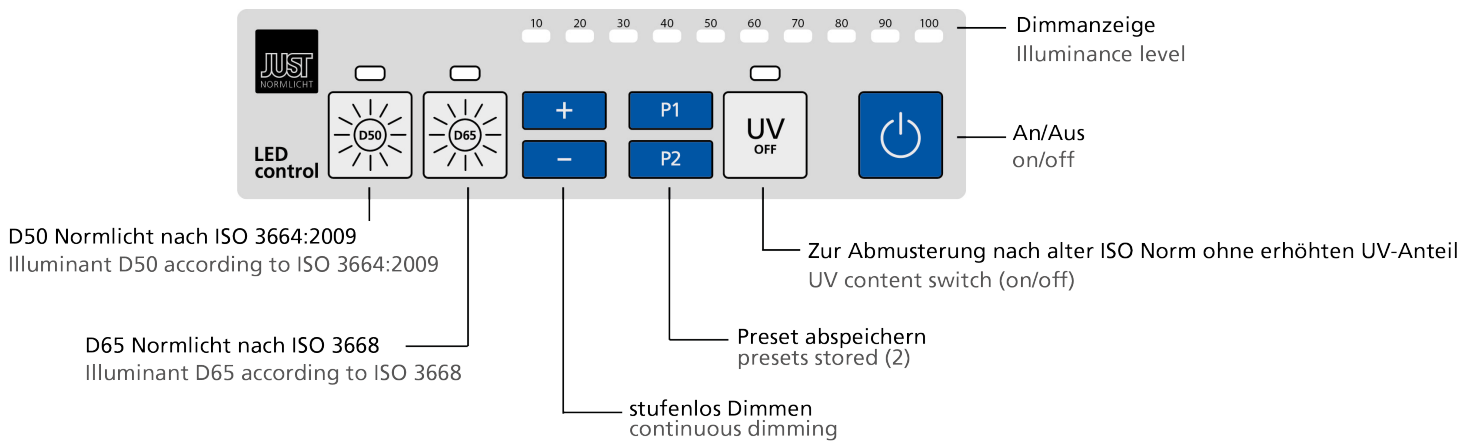 10 20 30 40 50 60 70 80 90 100
Dimmanzeige
Illuminance level
JUST
NORMLICHT
LED
control
D50
D65
+
−
P1
P2
UV
OFF
An/Aus
on/off
D50 Normlicht nach ISO 3664:2009
Illuminant D50 according to ISO 3664:2009
Zur Abmusterung nach alter ISO Norm ohne erhöhten UV-Anteil
UV content switch (on/off)
D65 Normlicht nach ISO 3668
Illuminant D65 according to ISO 3668
Preset abspeichern
presets stored (2)
stufenlos Dimmen
continuous dimming